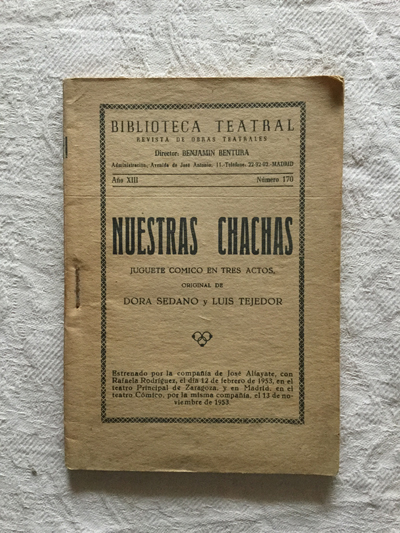 BIBLIOTECA TEATRAL
REVISTA DE OBRAS TEATRALES
Director: BENJAMIN BENTURA
Administración, Avenida de José Antonio, 11.-Teléfono. 22-02-02.-MADRID
Año XIII Número 170
NUESTRAS CHACHAS
JUGUETE COMICO EN TRES ACTOS,
ORIGINAL DE
DORA SEDANO y LUIS TEJEDOR
Estrenado por la compañía de José Alfayate, con
Rafaela Rodríguez, el día 12 de febrero de 1953, en el
teatro Principal de Zaragoza, y en Madrid, en el
teatro Cómico, por la misma compañía, el 13 de no-
viembre de 1953